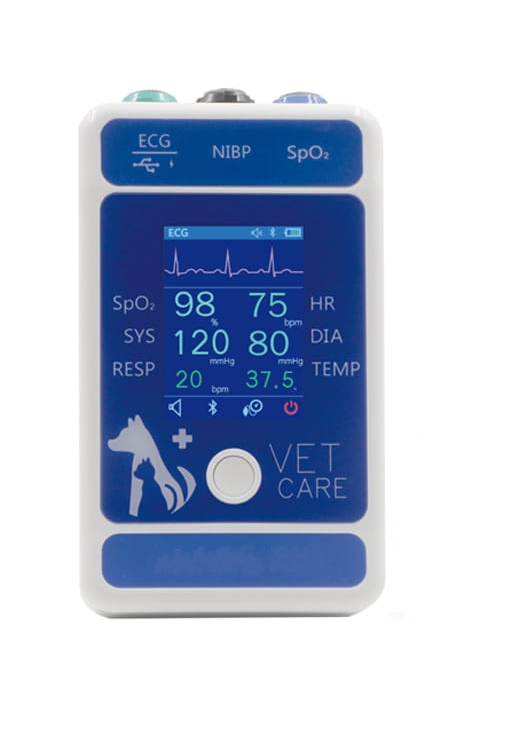 ECG NIBP SpO₂
ECG
SpO₂ 98 % 75 bpm HR
SYS 120 mmHg 80 mmHg DIA
RESP 20 bpm 37.5 TEMP
VET
CARE